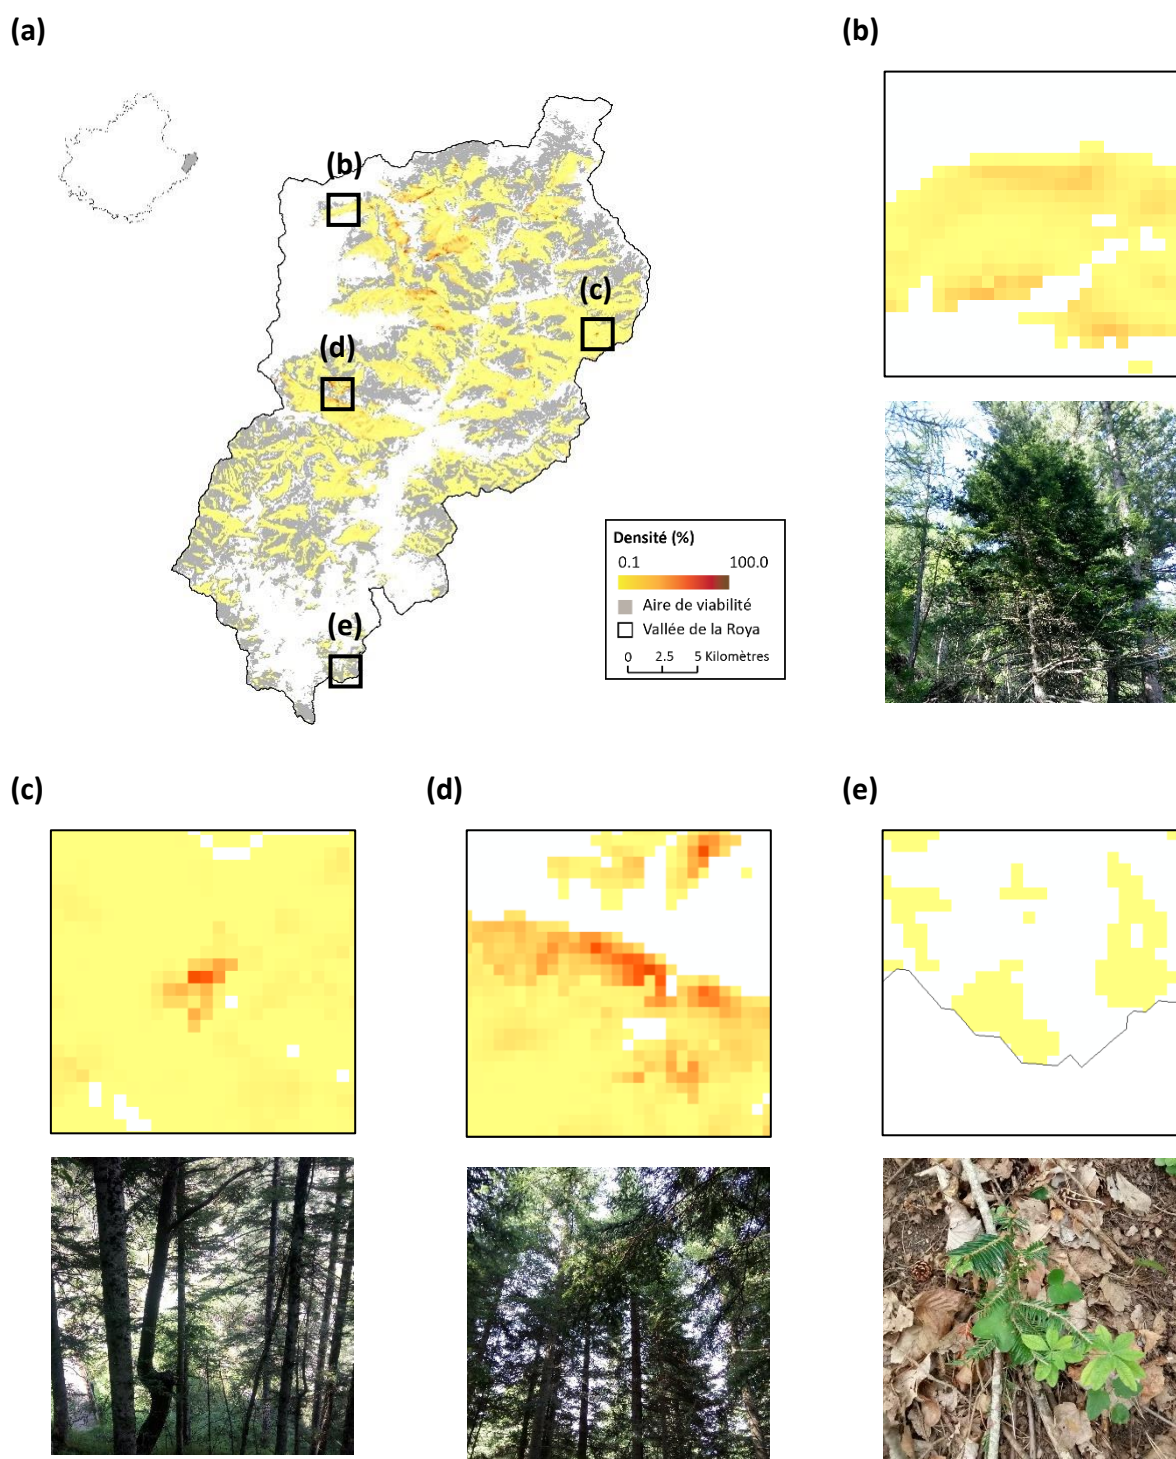 (a)
(b)
(b)
(c)
(d)
(e)
Densité (%)
0.1 100.0
Aire de viabilité
Vallée de la Roya
0 2.5 5 Kilomètres
(c)
(d)
(e)